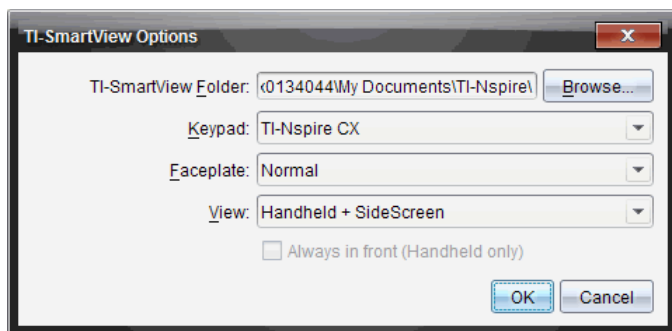 TI-SmartView Options
TI-SmartView Folder: x0134044\My Documents\TI-Nspire\ Browse...
Keypad: TI-Nspire CX
Faceplate: Normal
View: Handheld + SideScreen
Always in front (Handheld only)
OK Cancel